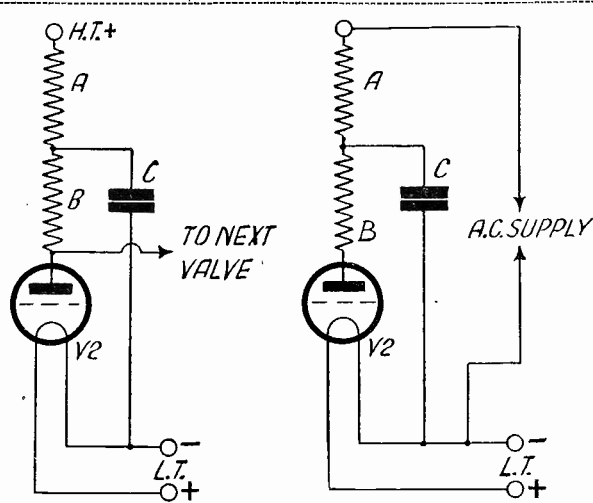 H.T.+
A
C
B
TO NEXT
VALVE
V2
−
L.T.
+
A
C
B
A.C. SUPPLY
V2
−
L.T.
+